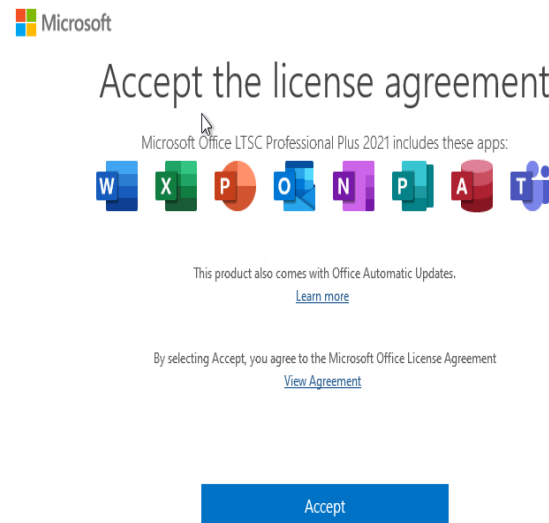 Microsoft
Accept the license agreement
Microsoft Office LTSC Professional Plus 2021 includes these apps:
W X P O N P A T
This product also comes with Office Automatic Updates.
Learn more
By selecting Accept, you agree to the Microsoft Office License Agreement
View Agreement
Accept